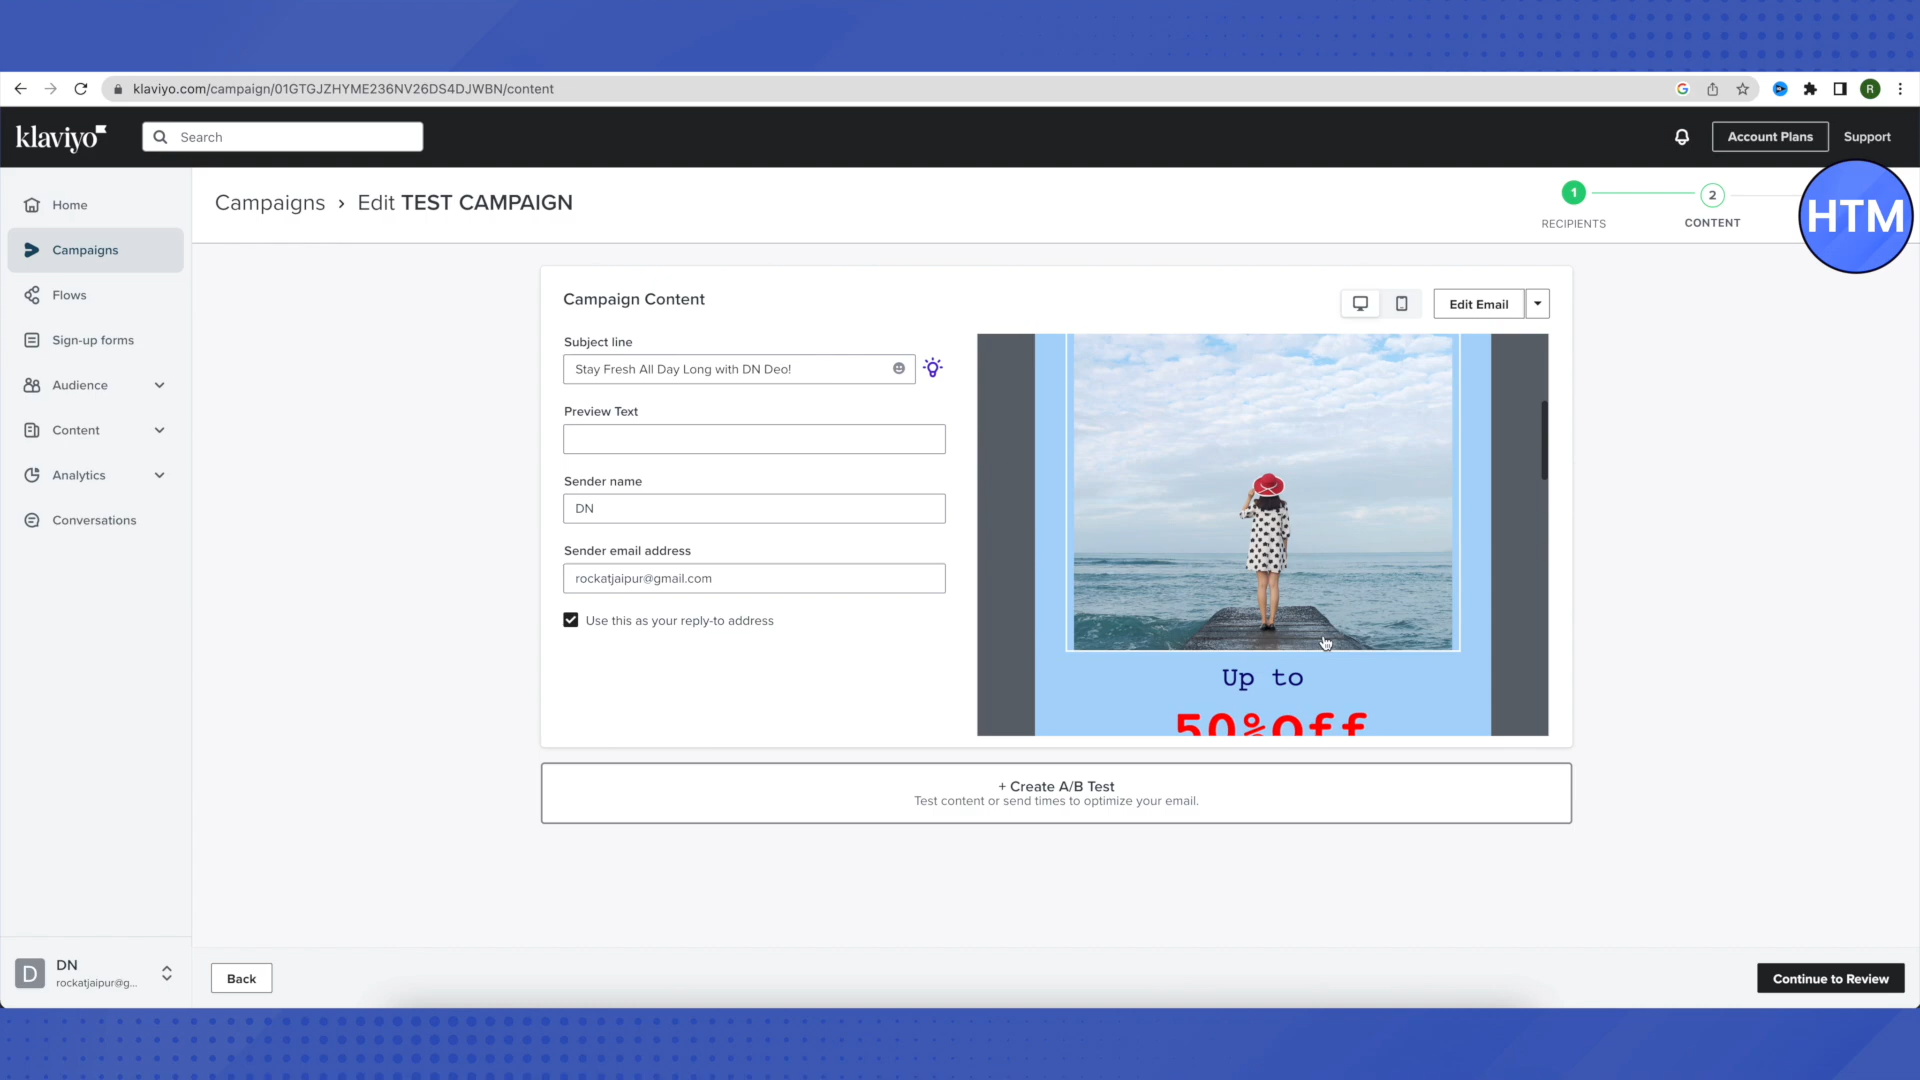 klaviyo.com/campaign/01GTGJZHYME236NV26DS4DJWBN/content
R
klaviyo
Search
Account Plans
Support
Home
Campaigns
Flows
Sign-up forms
Audience
Content
Analytics
Conversations
Campaigns › Edit TEST CAMPAIGN
1
RECIPIENTS
2
CONTENT
HTM
Campaign Content
Edit Email
Subject line
Stay Fresh All Day Long with DN Deo!
Preview Text
Sender name
DN
Sender email address
rockatjaipur@gmail.com
Use this as your reply-to address
Up to
50%Off
+ Create A/B Test
Test content or send times to optimize your email.
D
DN
rockatjaipur@g...
Back
Continue to Review